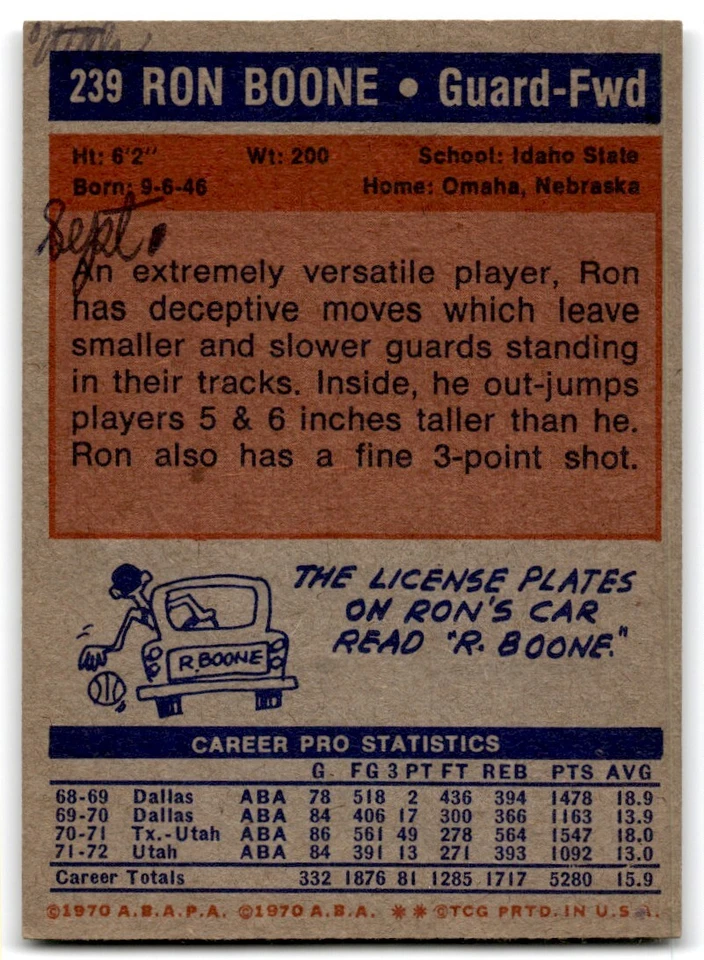 239 RON BOONE • Guard-Fwd
Ht: 6'2" Wt: 200 School: Idaho State
Born: 9-6-46 Home: Omaha, Nebraska
Sept.
An extremely versatile player, Ron
has deceptive moves which leave
smaller and slower guards standing
in their tracks. Inside, he out-jumps
players 5 & 6 inches taller than he.
Ron also has a fine 3-point shot.
THE LICENSE PLATES
ON RON'S CAR
READ "R. BOONE."
R. BOONE
CAREER PRO STATISTICS
G. FG 3 PT FT REB PTS AVG
68-69 Dallas ABA 78 518 2 436 394 1478 18.9
69-70 Dallas ABA 84 406 17 300 366 1163 13.9
70-71 Tx.-Utah ABA 86 561 49 278 564 1547 18.0
71-72 Utah ABA 84 391 13 271 393 1092 13.0
Career Totals 332 1876 81 1285 1717 5280 15.9
©1970 A.B.A.P.A. ©1970 A.B.A. ** ©TCG PRTD. IN U.S.A.